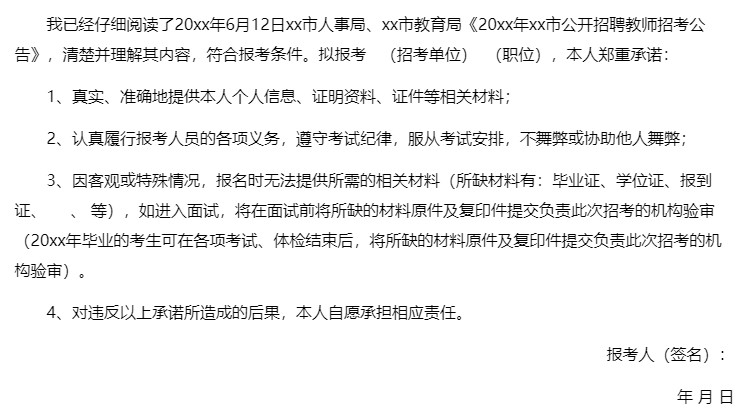 我已经仔细阅读了20xx年6月12日xx市人事局、xx市教育局《20xx年xx市公开招聘教师招考公
告》，清楚并理解其内容，符合报考条件。拟报考 （招考单位） （职位），本人郑重承诺：
1、真实、准确地提供本人个人信息、证明资料、证件等相关材料；
2、认真履行报考人员的各项义务，遵守考试纪律，服从考试安排，不舞弊或协助他人舞弊；
3、因客观或特殊情况，报名时无法提供所需的相关材料（所缺材料有：毕业证、学位证、报到
证、 、 等），如进入面试，将在面试前将所缺的材料原件及复印件提交负责此次招考的机构验审
（20xx年毕业的考生可在各项考试、体检结束后，将所缺的材料原件及复印件提交负责此次招考的机
构验审）。
4、对违反以上承诺所造成的后果，本人自愿承担相应责任。
报考人（签名）：
年 月 日